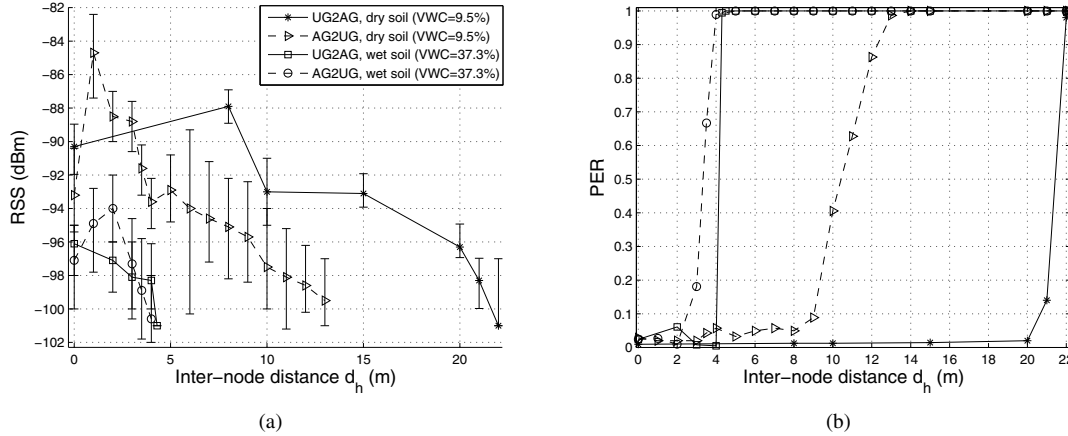 -82
-84
-86
-88
-90
-92
-94
-96
-98
-100
-102
RSS (dBm)
UG2AG, dry soil (VWC=9.5%)
AG2UG, dry soil (VWC=9.5%)
UG2AG, wet soil (VWC=37.3%)
AG2UG, wet soil (VWC=37.3%)
0 5 10 15 20
Inter-node distance d_h (m)
(a)
1
0.9
0.8
0.7
0.6
0.5
0.4
0.3
0.2
0.1
0
PER
0 2 4 6 8 10 12 13 14 16 18 20 22
Inter-node distance d_h (m)
(b)